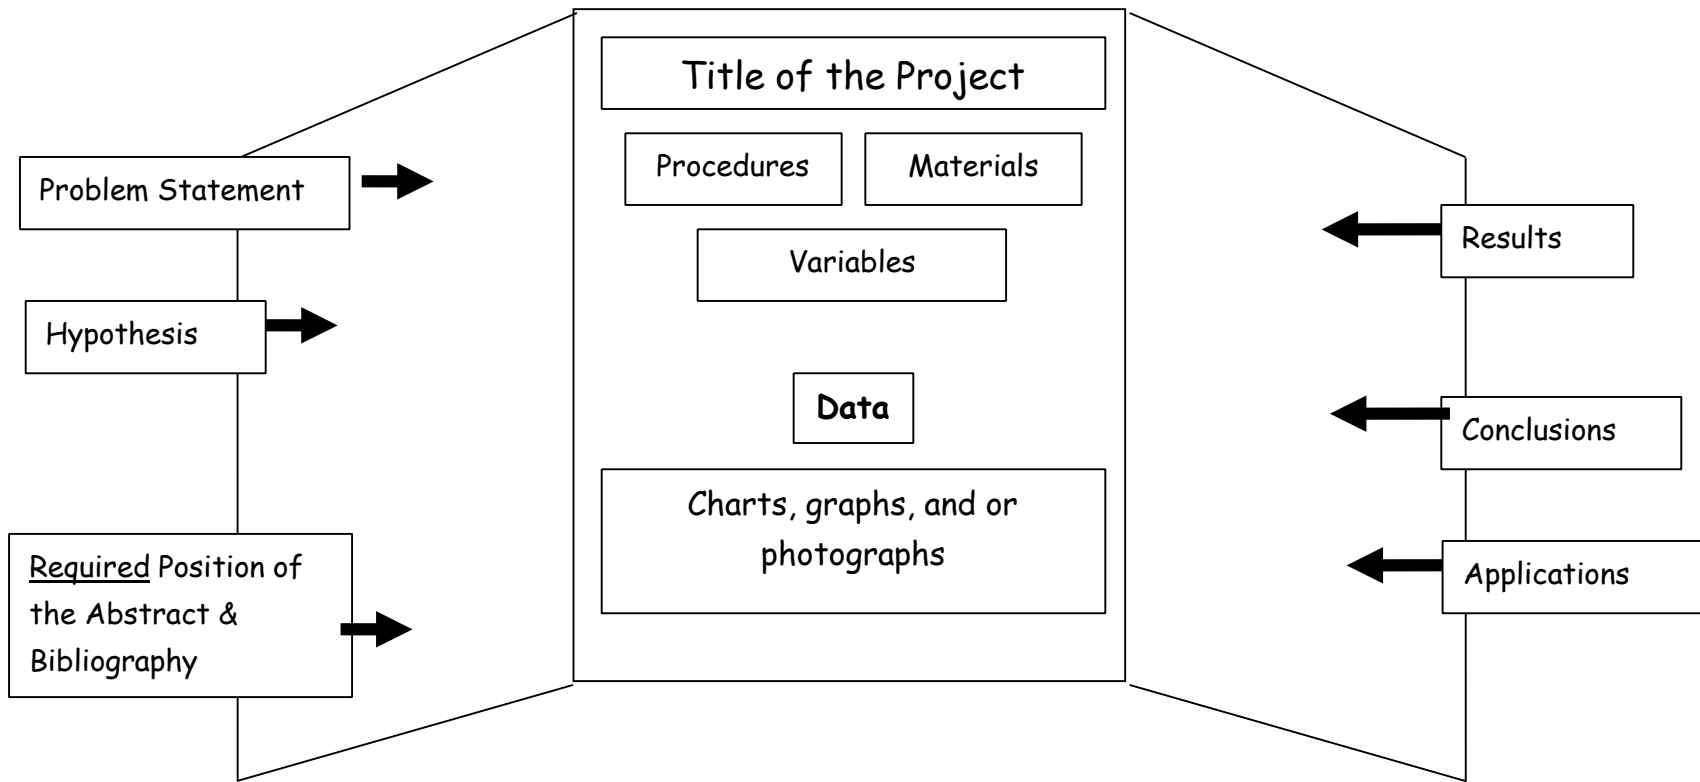 Title of the Project
Procedures
Materials
Variables
Data
Charts, graphs, and or
photographs
Problem Statement
Hypothesis
Required Position of
the Abstract &
Bibliography
Results
Conclusions
Applications